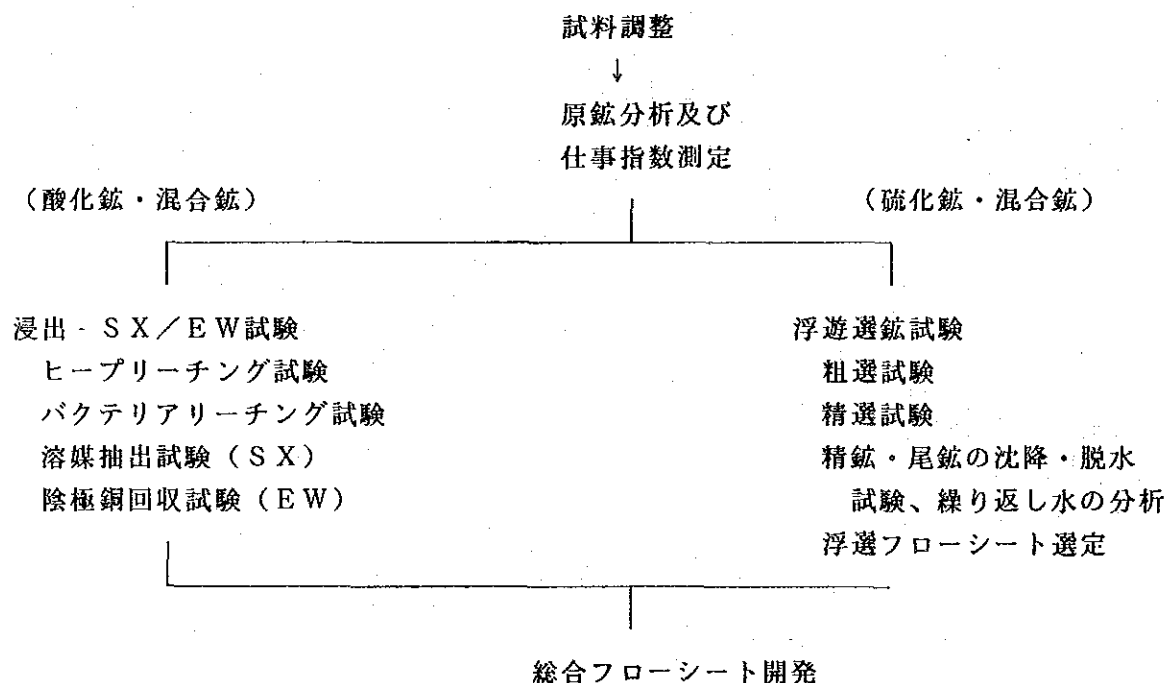 試料調整
↓
原鉱分析及び
仕事指数測定
(酸化鉱・混合鉱)
(硫化鉱・混合鉱)
浸出‐SX/EW試験
ヒープリーチング試験
バクテリアリーチング試験
溶媒抽出試験(SX)
陰極銅回収試験(EW)
浮遊選鉱試験
粗選試験
精選試験
精鉱・尾鉱の沈降・脱水
試験、繰り返し水の分析
浮選フローシート選定
総合フローシート開発